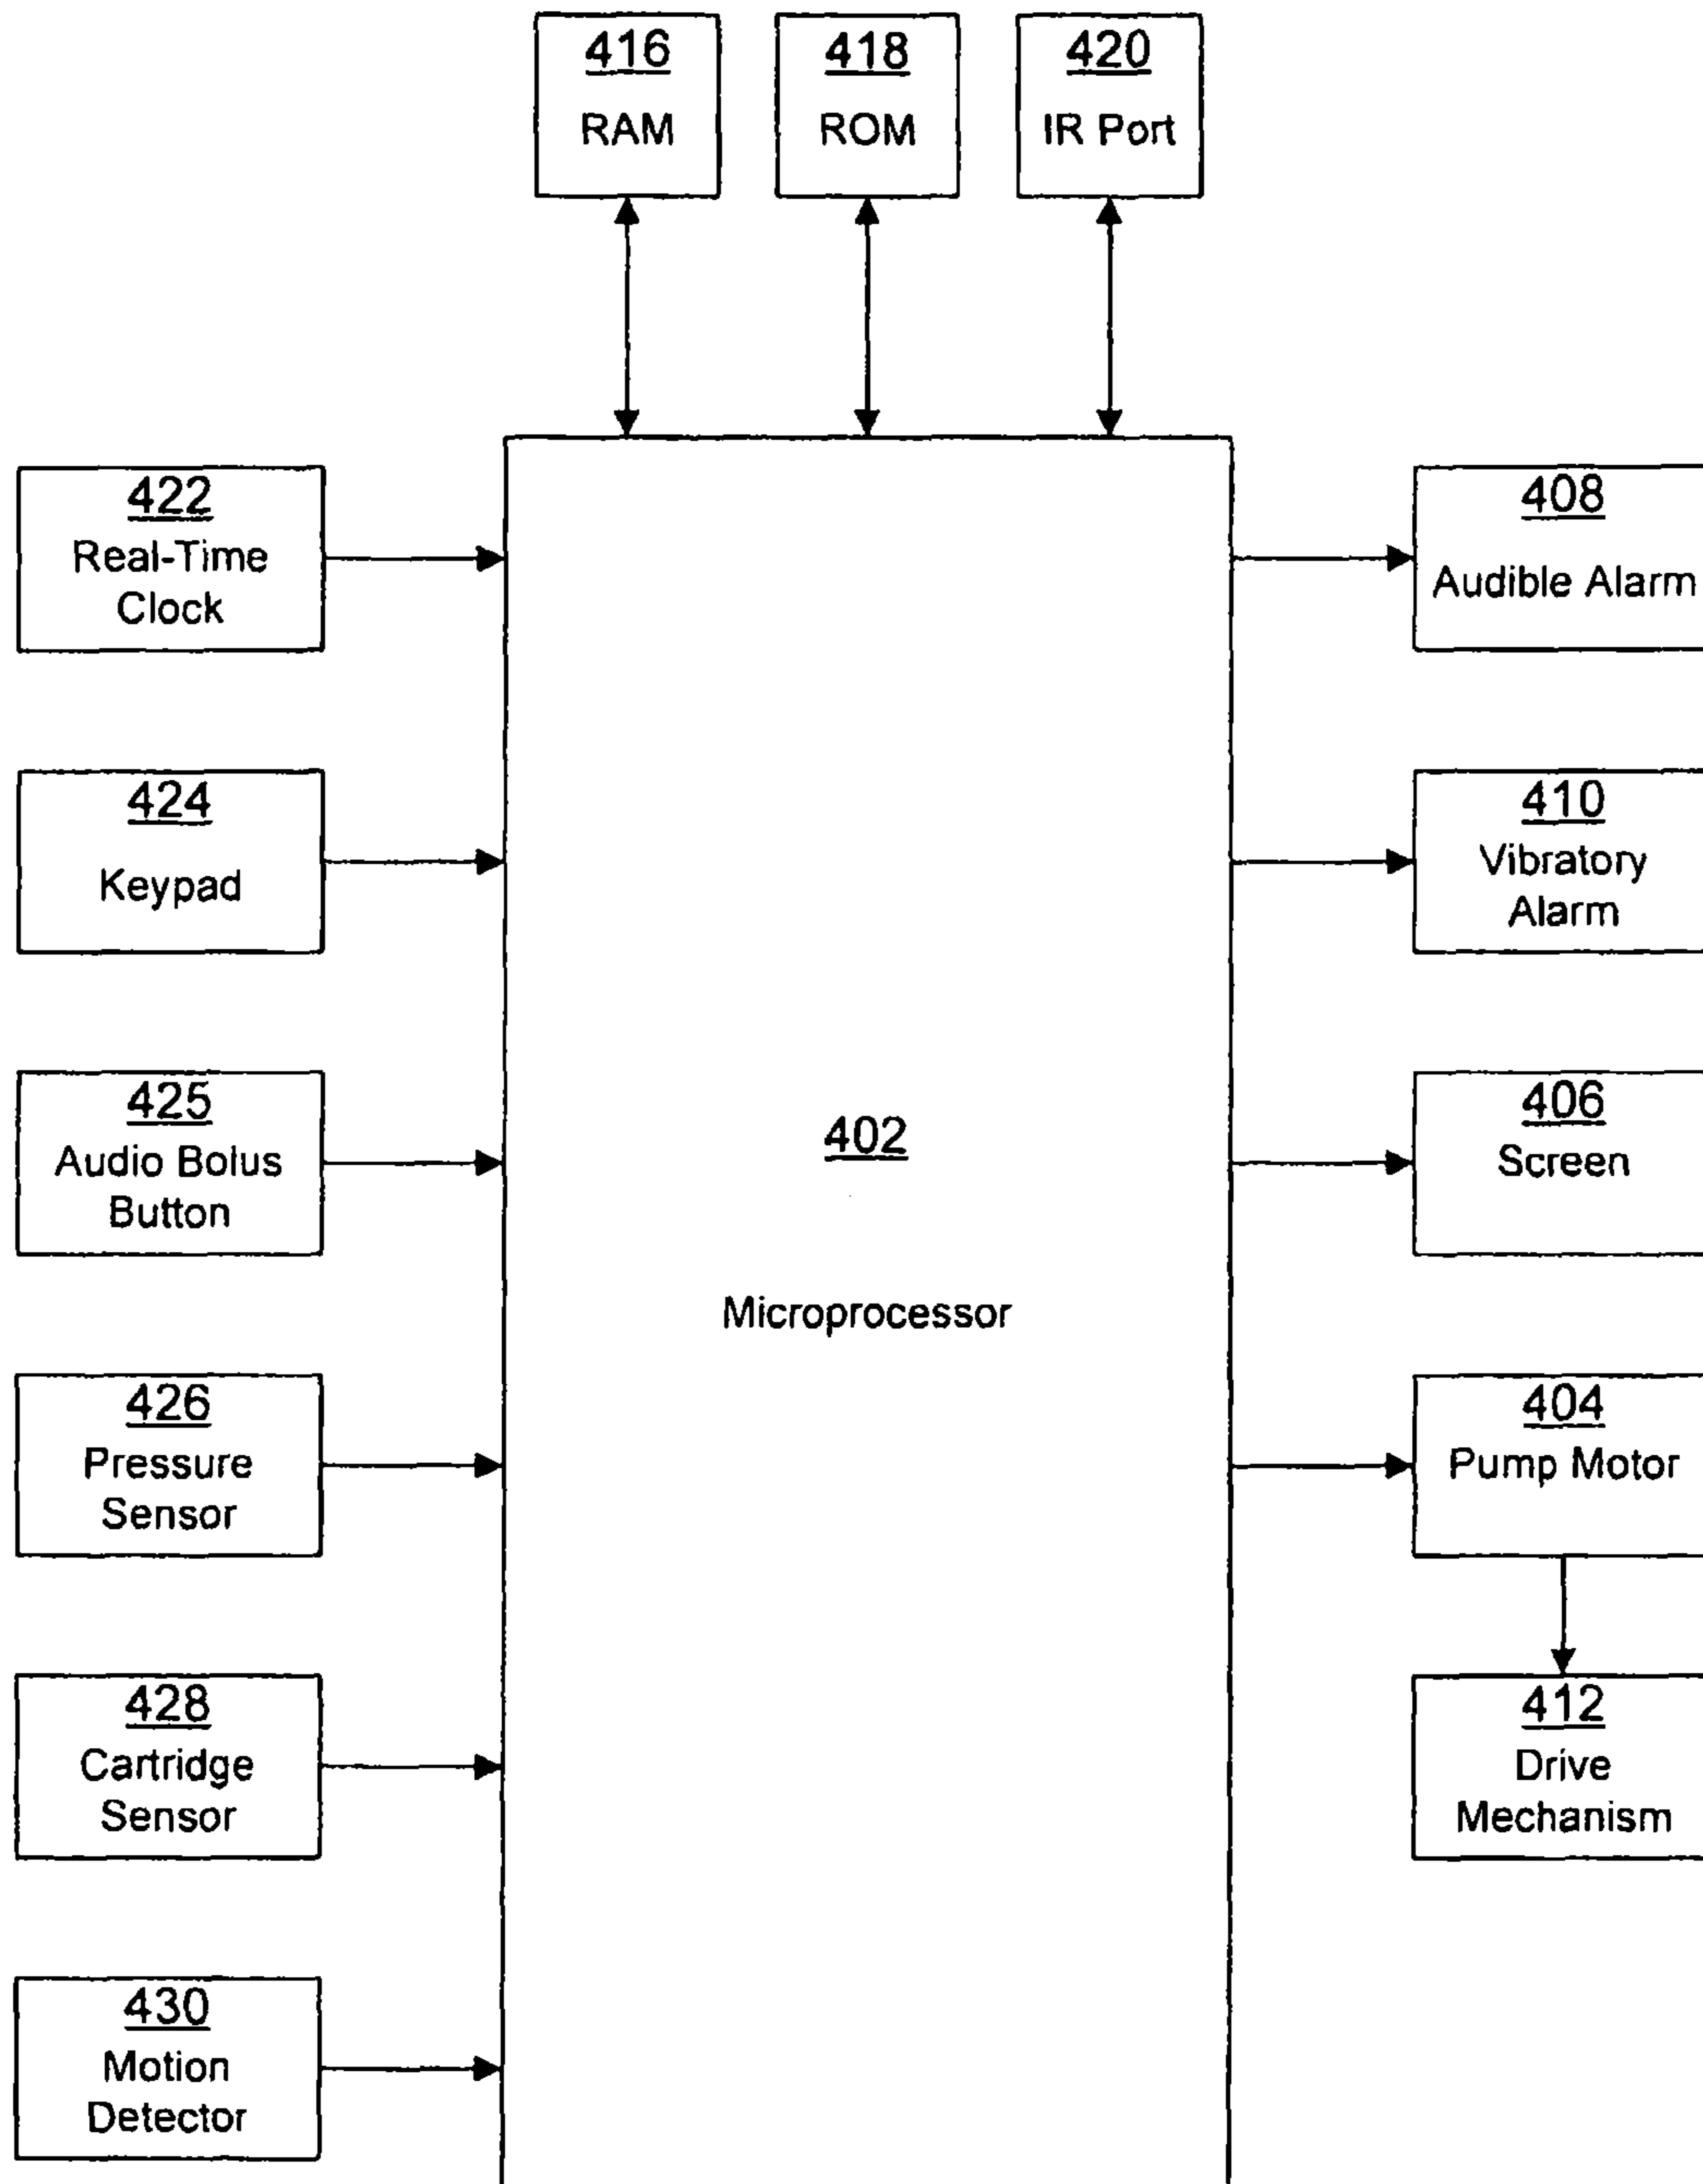 416
RAM
418
ROM
420
IR Port
422
Real-Time
Clock
424
Keypad
425
Audio Bolus
Button
426
Pressure
Sensor
428
Cartridge
Sensor
430
Motion
Detector
402
Microprocessor
408
Audible Alarm
410
Vibratory
Alarm
406
Screen
404
Pump Motor
412
Drive
Mechanism